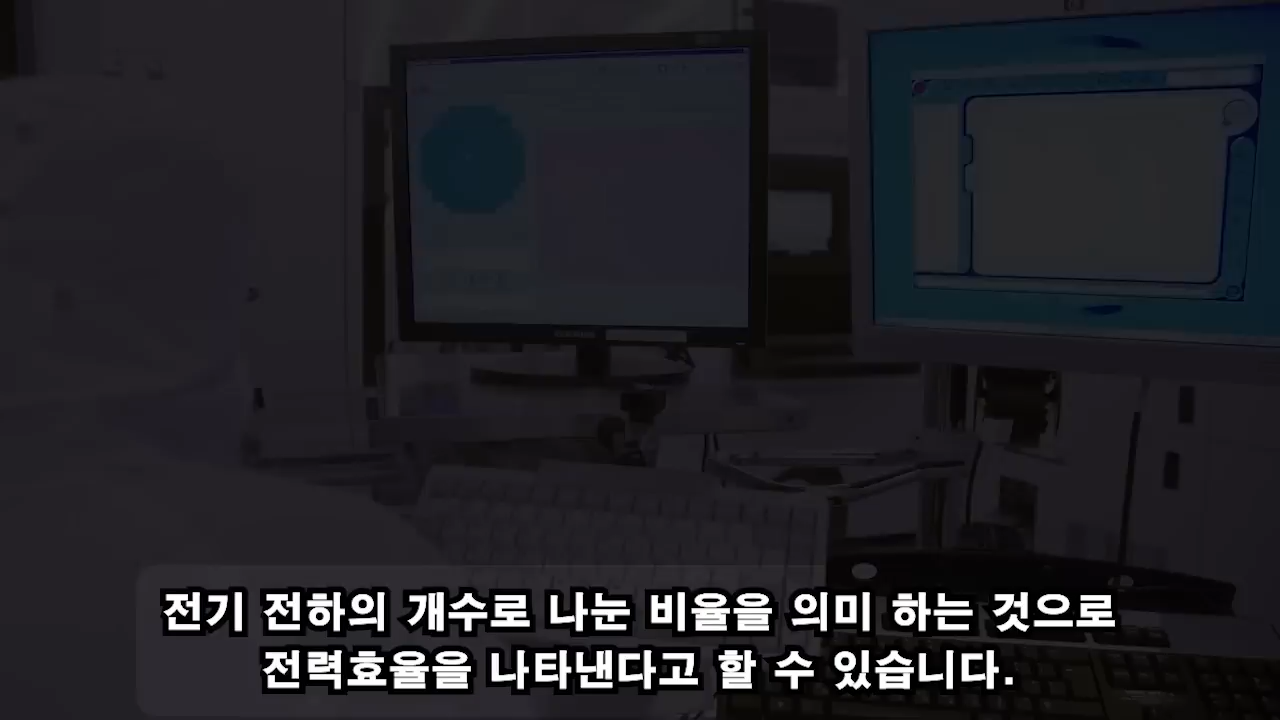 전기 전하의 개수로 나눈 비율을 의미 하는 것으로
전력효율을 나타낸다고 할 수 있습니다.